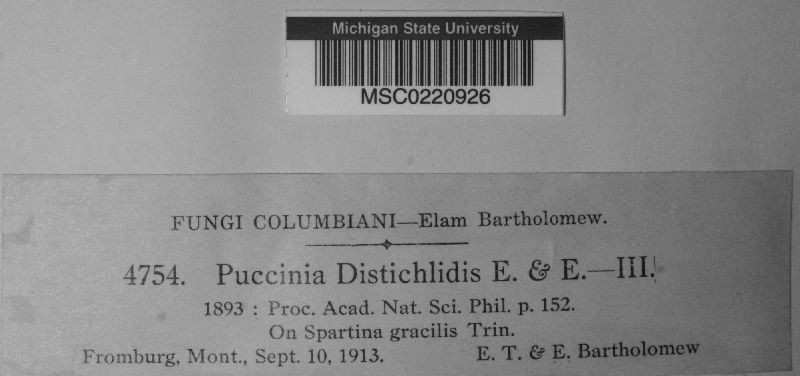 Michigan State University
MSC0220926
FUNGI COLUMBIANI—Elam Bartholomew.
4754. Puccinia Distichlidis E. & E.—III.
1893 : Proc. Acad. Nat. Sci. Phil. p. 152.
On Spartina gracilis Trin.
Fromburg, Mont., Sept. 10, 1913. E. T. & E. Bartholomew